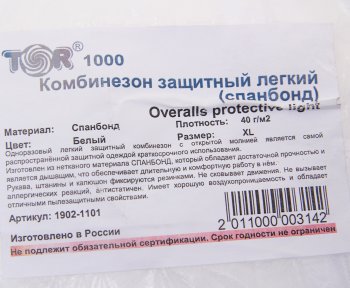 TOR® 1000
Комбинезон защитный легкий
(спанбонд)
Overalls protective light
Материал: Спанбонд Плотность: 40 г/м2
Цвет: Белый Размер: XL
Одноразовый легкий защитный комбинезон с открытой молнией является самой
распространённой защитной одеждой краткосрочного использования.
Изготовлен из нетканого материала СПАНБОНД, который обладает достаточной прочностью и
является дышащим, что обеспечивает длительную и комфортную работу в нём.
Рукава, штанины и капюшон фиксируются резинками. Не сковывает движения. Не вызывает
аллергических реакций, антистатичен. Имеет хорошую устойчивость к
отличными пылезащитными свойствами.
Артикул: 1902-1101
2 011000 003142
Изготовлено в России
Не подлежит обязательной сертификации. Срок годности не ограничен